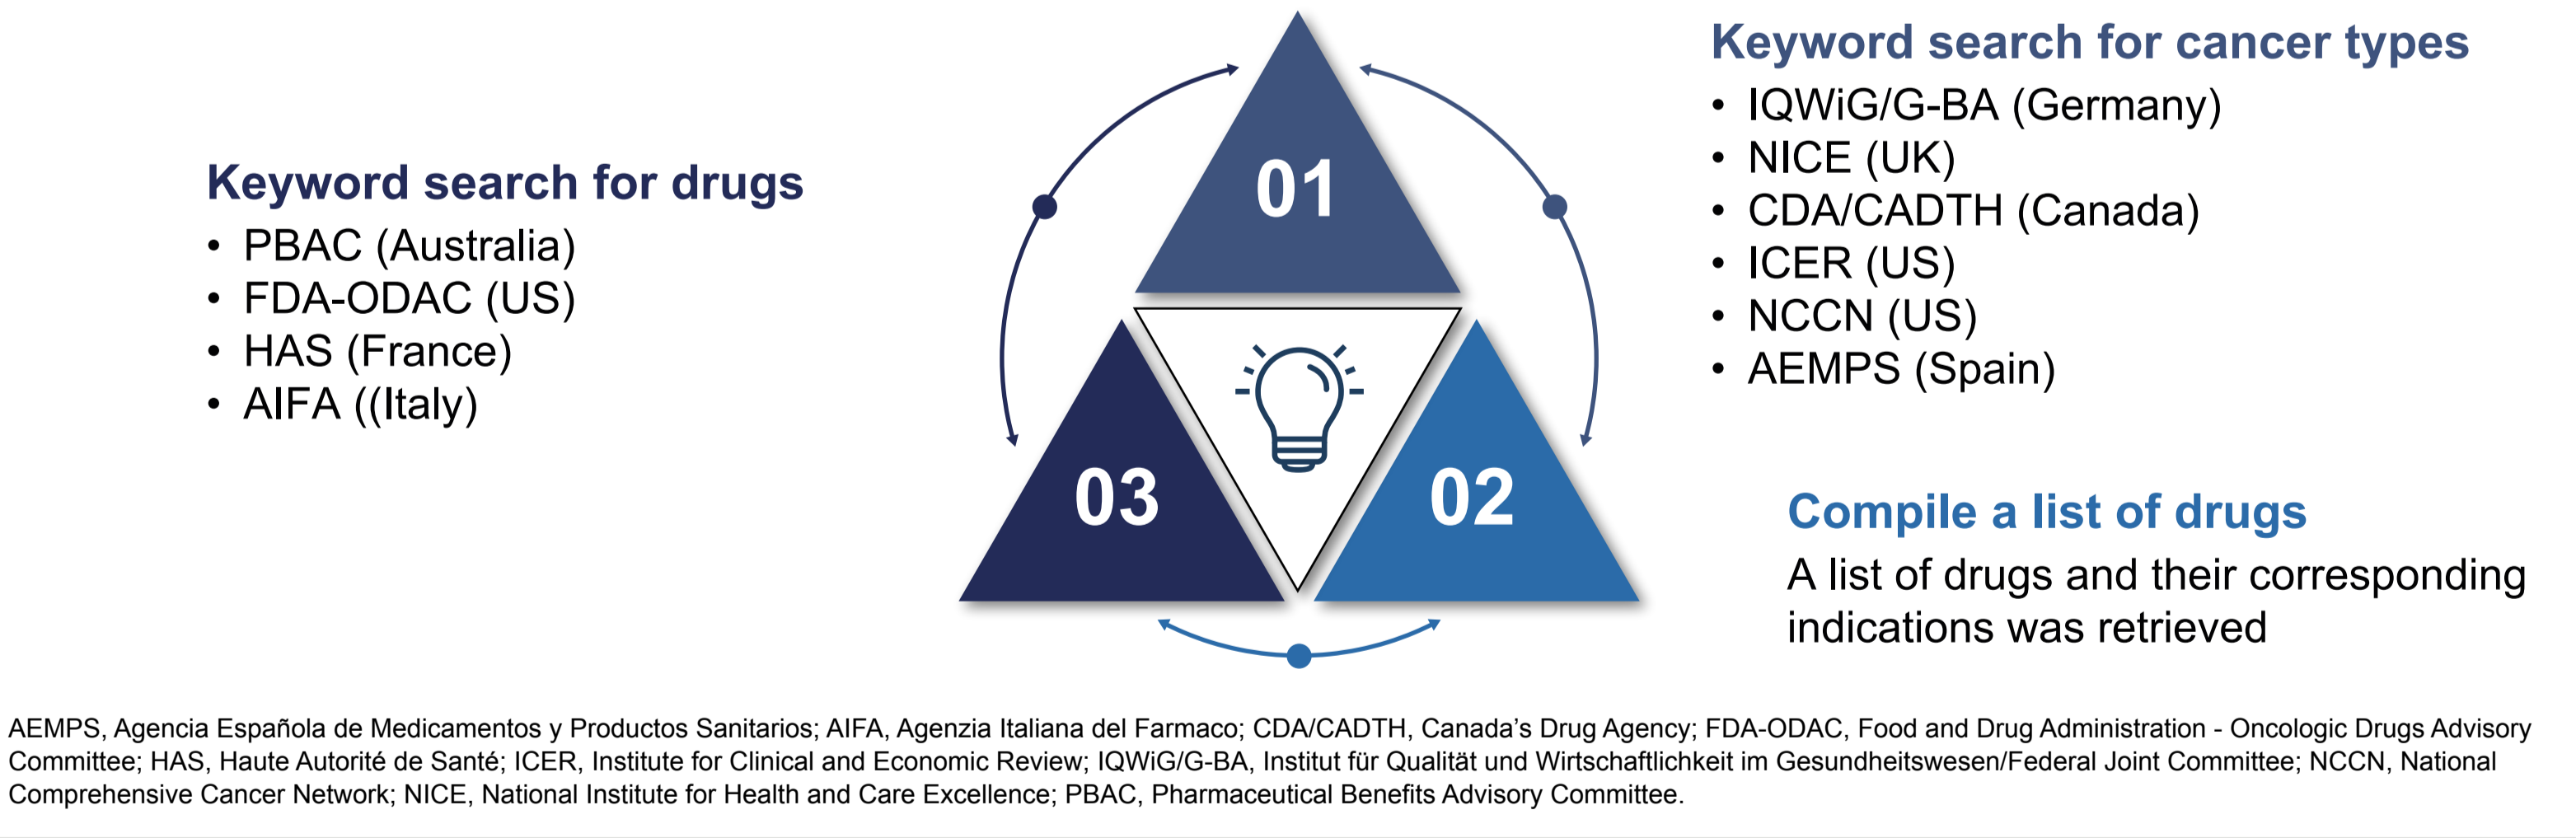 Keyword search for cancer types
• IQWiG/G-BA (Germany)
• NICE (UK)
• CDA/CADTH (Canada)
• ICER (US)
• NCCN (US)
• AEMPS (Spain)
01
Compile a list of drugs
A list of drugs and their corresponding
indications was retrieved
02
Keyword search for drugs
• PBAC (Australia)
• FDA-ODAC (US)
• HAS (France)
• AIFA ((Italy)
03
AEMPS, Agencia Española de Medicamentos y Productos Sanitarios; AIFA, Agenzia Italiana del Farmaco; CDA/CADTH, Canada’s Drug Agency; FDA-ODAC, Food and Drug Administration - Oncologic Drugs Advisory
Committee; HAS, Haute Autorité de Santé; ICER, Institute for Clinical and Economic Review; IQWiG/G-BA, Institut für Qualität und Wirtschaftlichkeit im Gesundheitswesen/Federal Joint Committee; NCCN, National
Comprehensive Cancer Network; NICE, National Institute for Health and Care Excellence; PBAC, Pharmaceutical Benefits Advisory Committee.